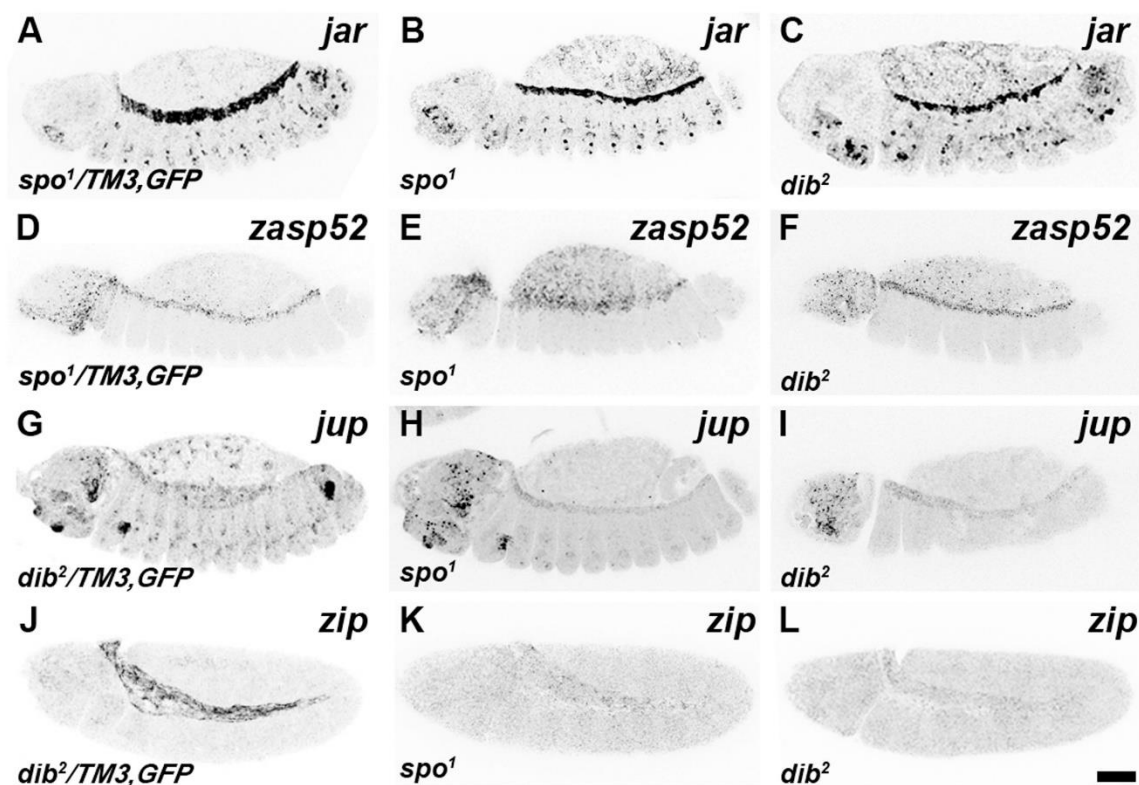 A jar
spo¹/TM3,GFP
B jar
spo¹
C jar
dib²
D zasp52
spo¹/TM3,GFP
E zasp52
spo¹
F zasp52
dib²
G jup
dib²/TM3,GFP
H jup
spo¹
I jup
dib²
J zip
dib²/TM3,GFP
K zip
spo¹
L zip
dib²